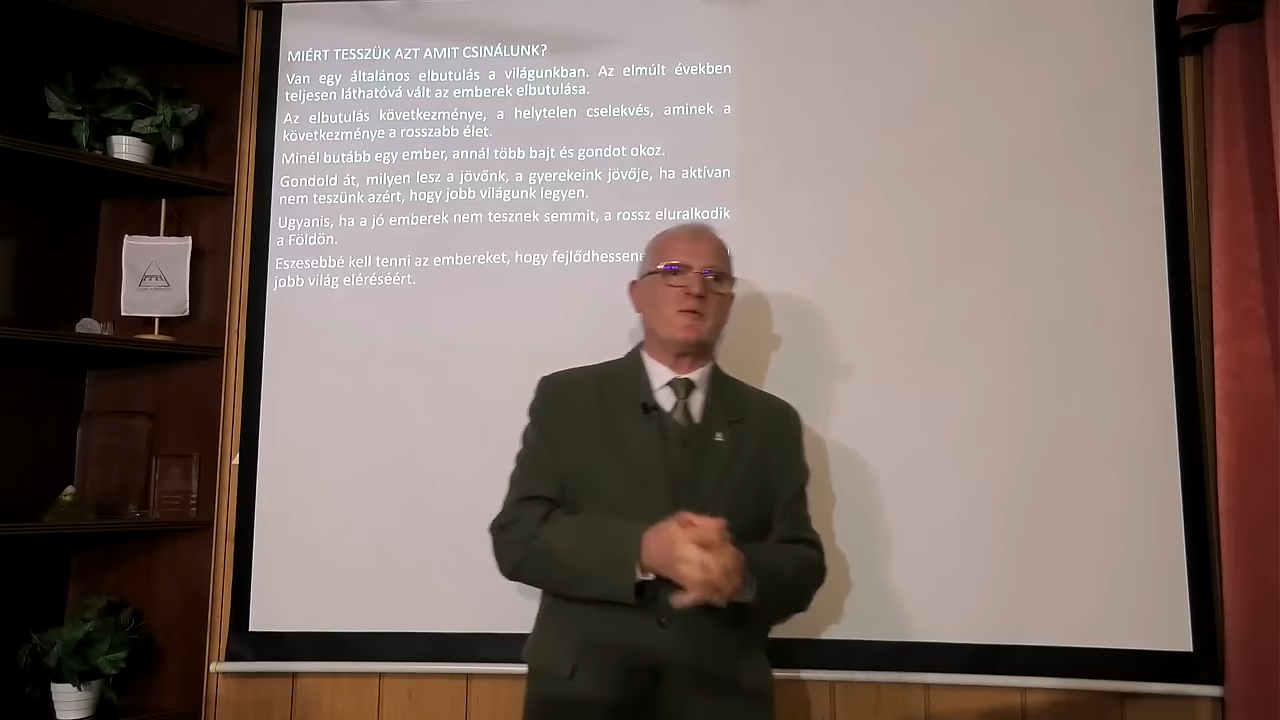 MIÉRT TESSZÜK AZT AMIT CSINÁLUNK?
Van egy általános elbutulás a világunkban. Az elmúlt években
teljesen láthatóvá vált az emberek elbutulása.
Az elbutulás következménye, a helytelen cselekvés, aminek a
következménye a rosszabb élet.
Minél butább egy ember, annál több bajt és gondot okoz.
Gondold át, milyen lesz a jövőnk, a gyerekeink jövője, ha aktívan
nem teszünk azért, hogy jobb világunk legyen.
Ugyanis, ha a jó emberek nem tesznek semmit, a rossz eluralkodik
a Földön.
Eszesebbé kell tenni az embereket, hogy
jobb világ eléréséért.